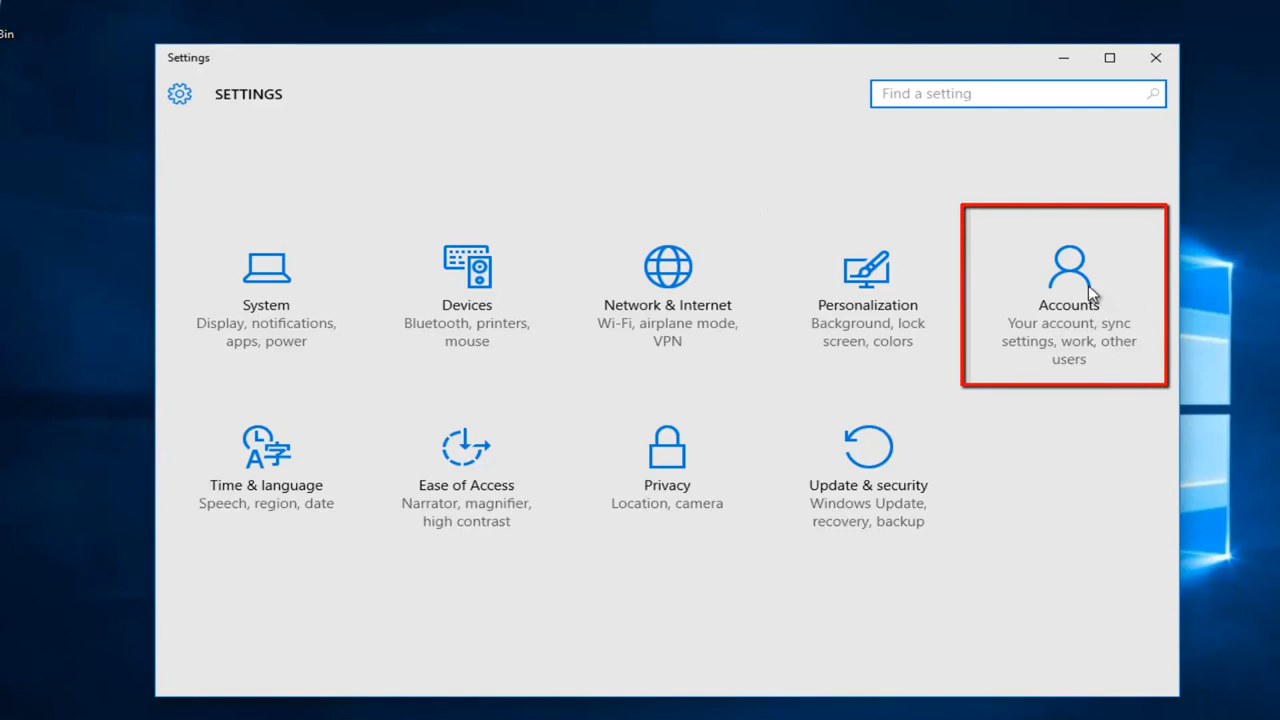 Bin
Settings
SETTINGS
Find a setting
System
Display, notifications,
apps, power
Devices
Bluetooth, printers,
mouse
Network & Internet
Wi-Fi, airplane mode,
VPN
Personalization
Background, lock
screen, colors
Accounts
Your account, sync
settings, work, other
users
Time & language
Speech, region, date
Ease of Access
Narrator, magnifier,
high contrast
Privacy
Location, camera
Update & security
Windows Update,
recovery, backup